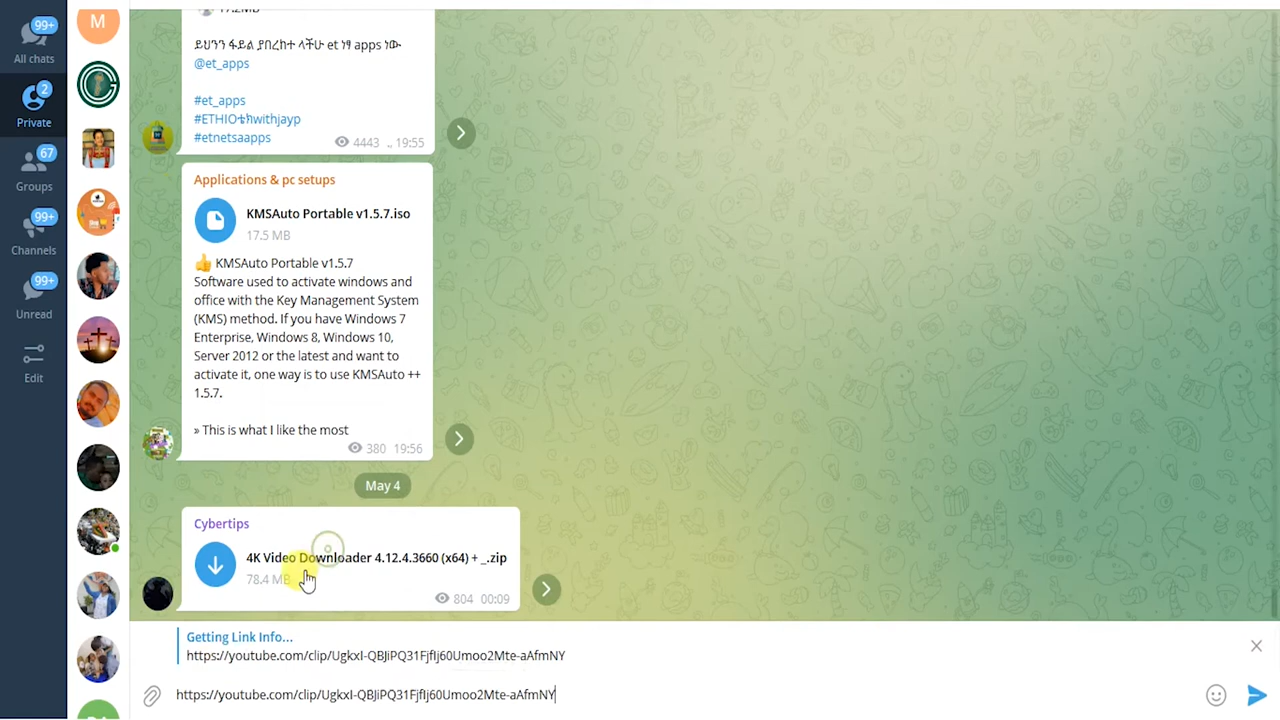 99+
All chats
2
Private
67
Groups
99+
Channels
99+
Unread
Edit
M
G
17.2MB
ይህንን ፋይል ያበረከተ ላችሁ et ነፃ apps ነው
@et_apps
#et_apps
#ETHIOቴክwithjayp
#etnetsaapps
4443 ., 19:55
Applications & pc setups
KMSAuto Portable v1.5.7.iso
17.5 MB
👍 KMSAuto Portable v1.5.7
Software used to activate windows and
office with the Key Management System
(KMS) method. If you have Windows 7
Enterprise, Windows 8, Windows 10,
Server 2012 or the latest and want to
activate it, one way is to use KMSAuto ++
1.5.7.
» This is what I like the most
380 19:56
May 4
Cybertips
4K Video Downloader 4.12.4.3660 (x64) + _.zip
78.4 MB
804 00:09
Getting Link Info...
https://youtube.com/clip/UgkxI-QBJiPQ31FjfIj60Umoo2Mte-aAfmNY
https://youtube.com/clip/UgkxI-QBJiPQ31FjfIj60Umoo2Mte-aAfmNY